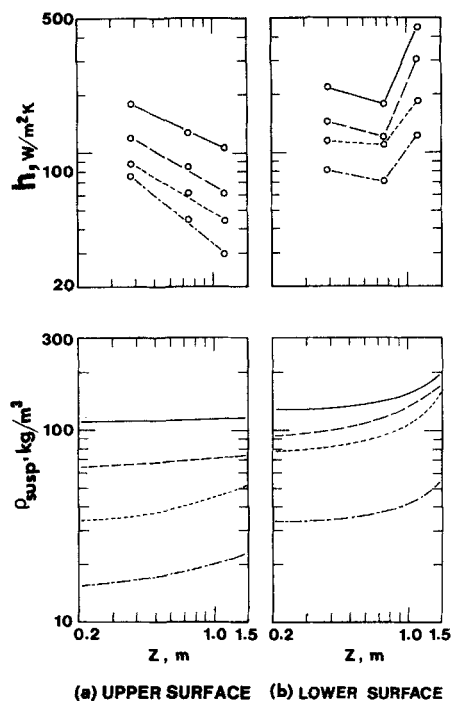 500
100
20
h, W/m²K
300
100
10
ρsusp, kg/m³
0.2 1.0 1.5 0.2 1.0 1.5
Z, m Z, m
(a) UPPER SURFACE (b) LOWER SURFACE